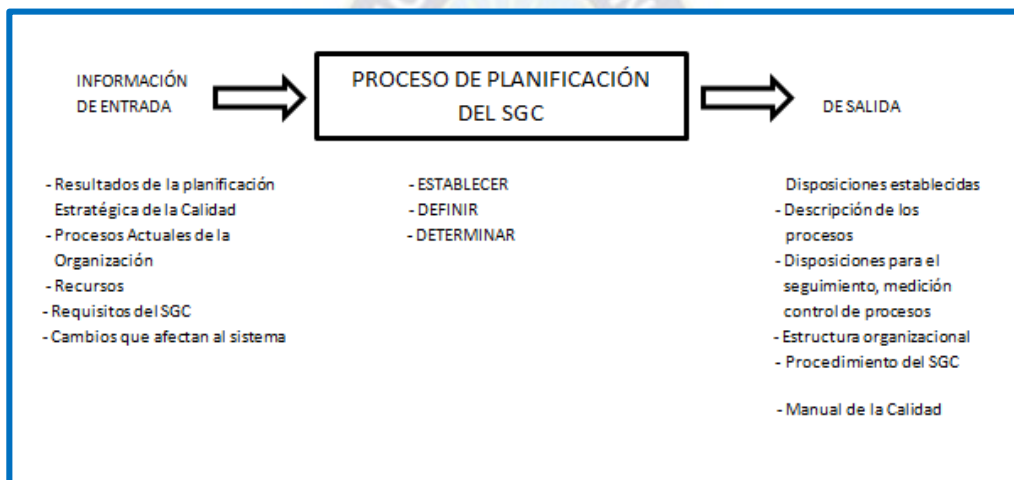 INFORMACIÓN
DE ENTRADA
PROCESO DE PLANIFICACIÓN
DEL SGC
DE SALIDA
- Resultados de la planificación
Estratégica de la Calidad
- Procesos Actuales de la
Organización
- Recursos
- Requisitos del SGC
- Cambios que afectan al sistema
- ESTABLECER
- DEFINIR
- DETERMINAR
Disposiciones establecidas
- Descripción de los
procesos
- Disposiciones para el
seguimiento, medición
control de procesos
- Estructura organizacional
- Procedimiento del SGC
- Manual de la Calidad